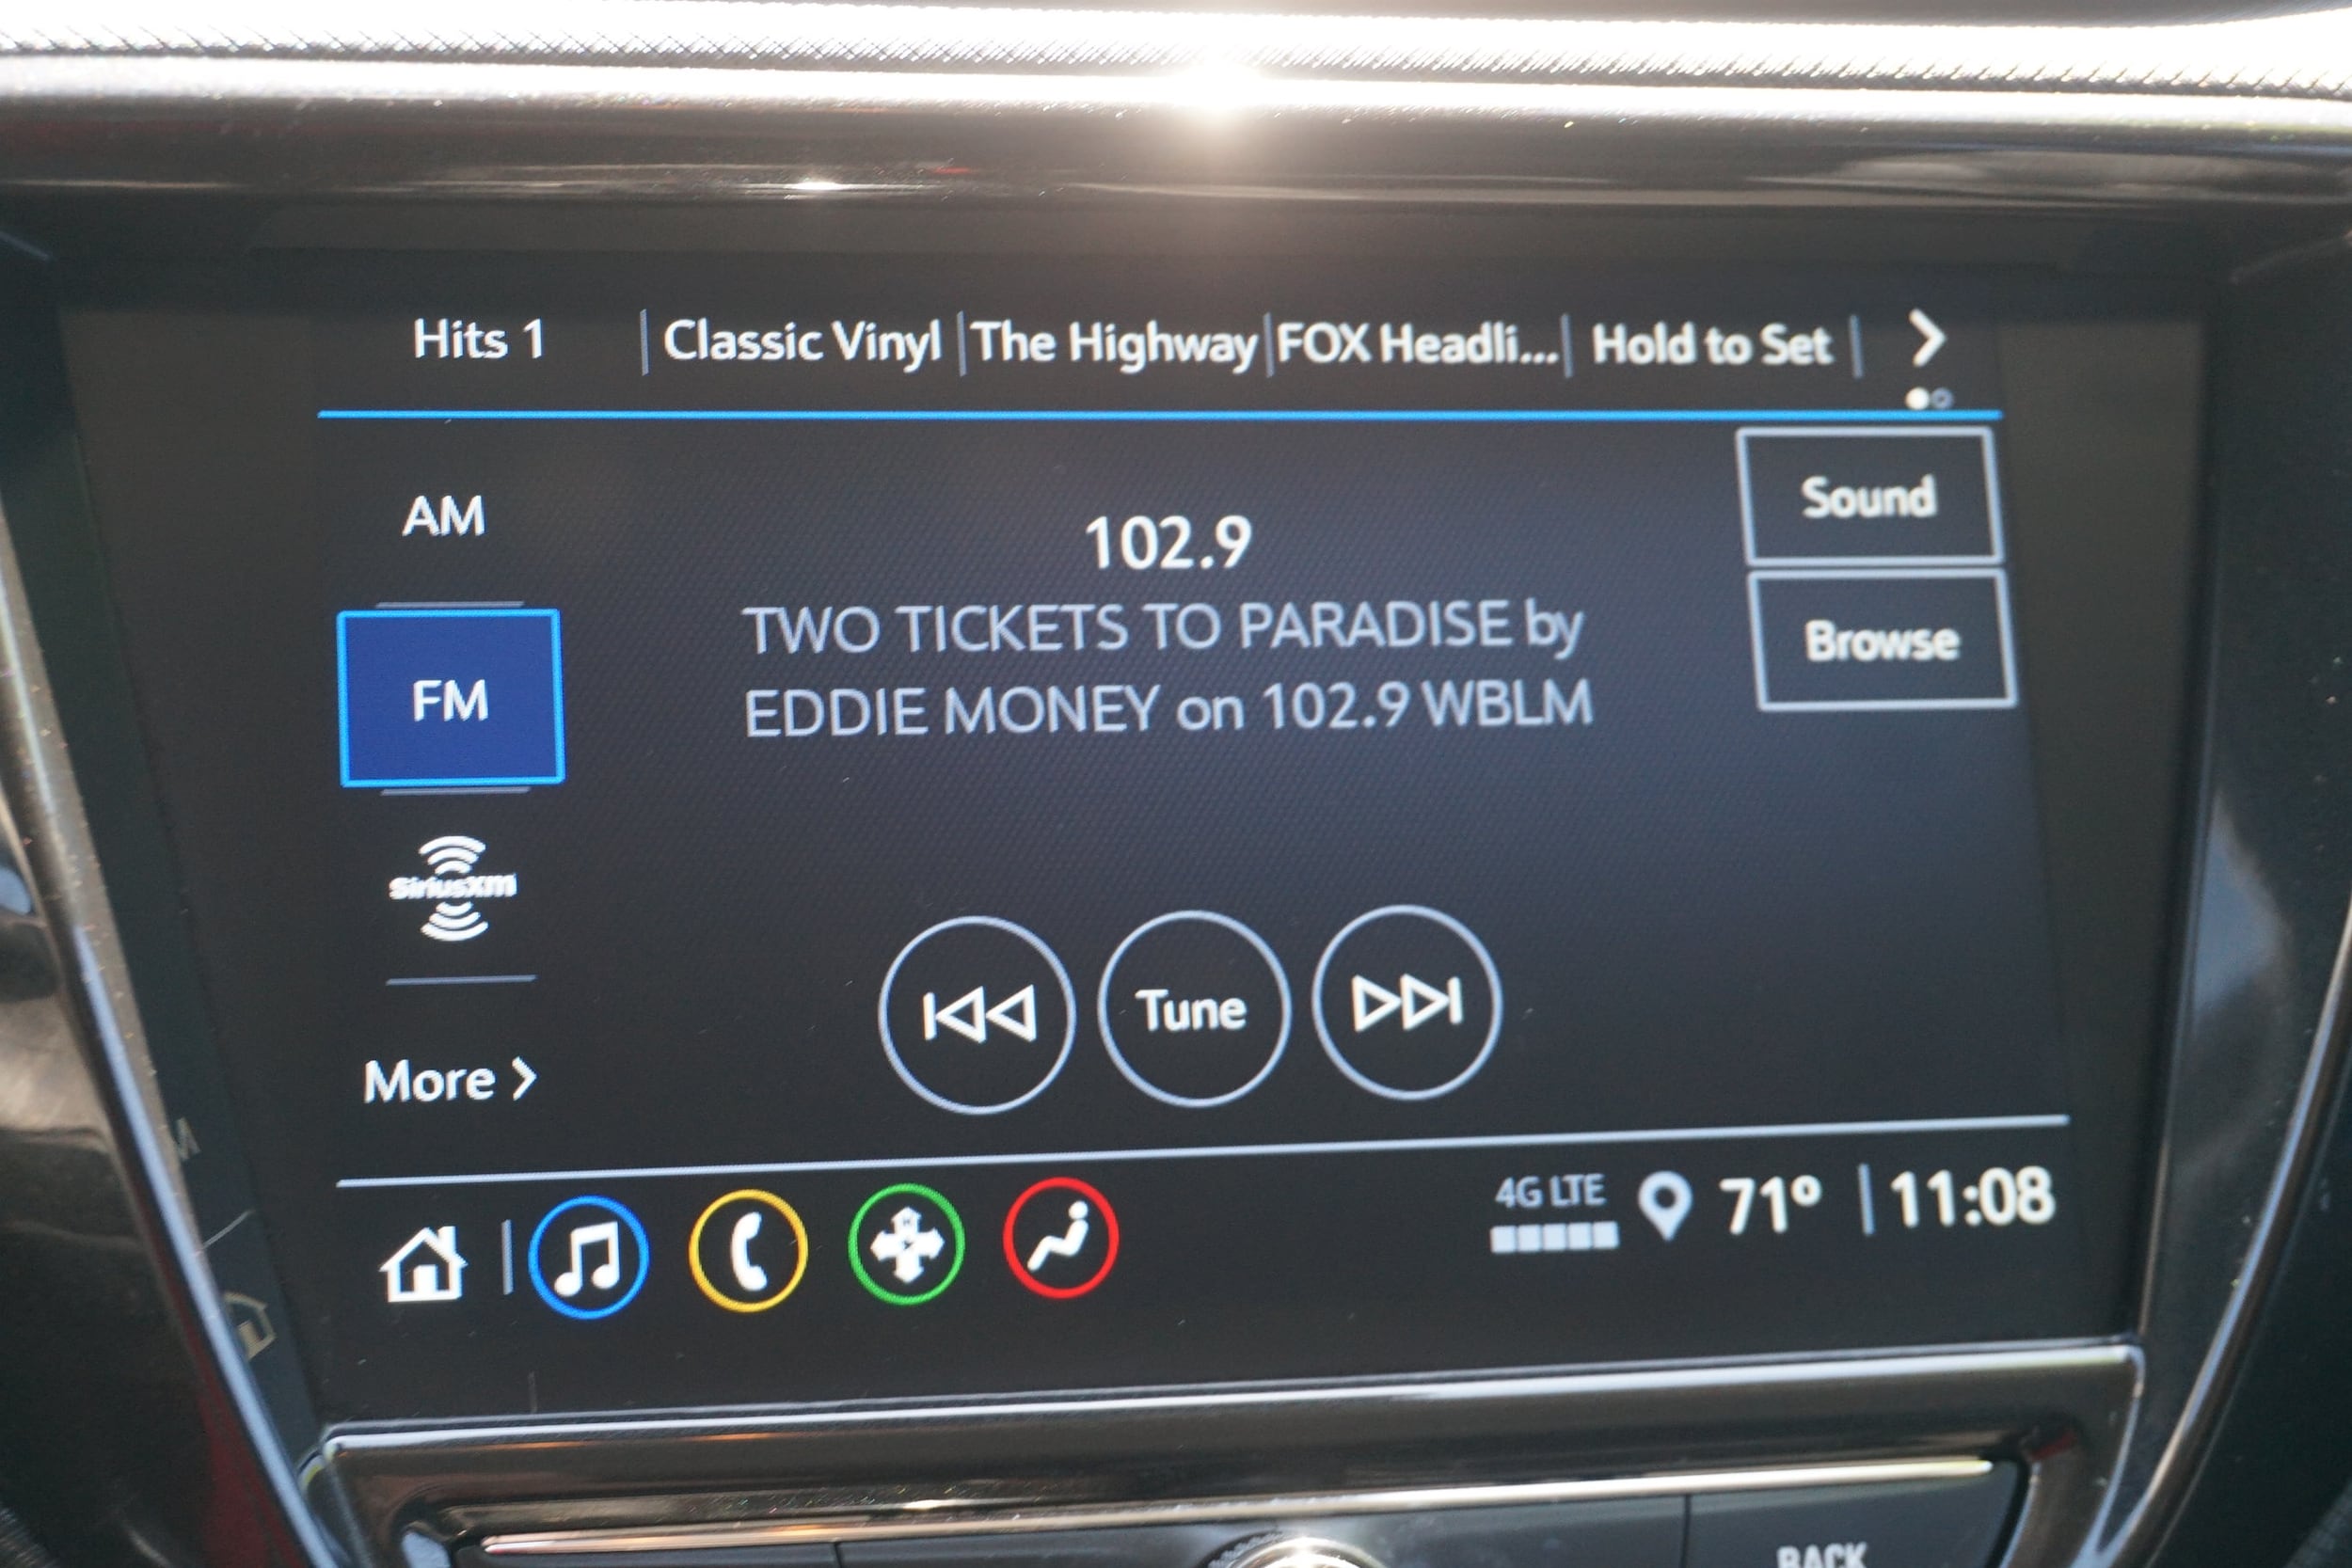 Hits 1 Classic Vinyl The Highway FOX Headli... Hold to Set
AM
102.9
Sound
TWO TICKETS TO PARADISE by
EDDIE MONEY on 102.9 WBLM
Browse
FM
SiriusXM
Tune
More
4G LTE 71° 11:08
BACK